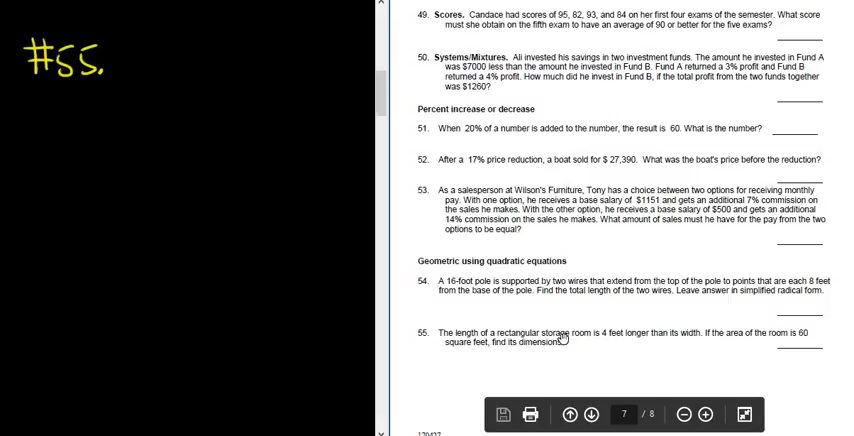 #55.
49. Scores. Candace had scores of 95, 82, 93, and 84 on her first four exams of the semester. What score
must she obtain on the fifth exam to have an average of 90 or better for the five exams?
50. Systems/Mixtures. Ali invested his savings in two investment funds. The amount he invested in Fund A
was $7000 less than the amount he invested in Fund B. Fund A returned a 3% profit and Fund B
returned a 4% profit. How much did he invest in Fund B, if the total profit from the two funds together
was $1260?
Percent increase or decrease
51. When 20% of a number is added to the number, the result is 60. What is the number?
52. After a 17% price reduction, a boat sold for $ 27,390. What was the boat's price before the reduction?
53. As a salesperson at Wilson's Furniture, Tony has a choice between two options for receiving monthly
pay. With one option, he receives a base salary of $1151 and gets an additional 7% commission on
the sales he makes. With the other option, he receives a base salary of $500 and gets an additional
14% commission on the sales he makes. What amount of sales must he have for the pay from the two
options to be equal?
Geometric using quadratic equations
54. A 16-foot pole is supported by two wires that extend from the top of the pole to points that are each 8 feet
from the base of the pole. Find the total length of the two wires. Leave answer in simplified radical form.
55. The length of a rectangular storage room is 4 feet longer than its width. If the area of the room is 60
square feet, find its dimensions.
7 / 8